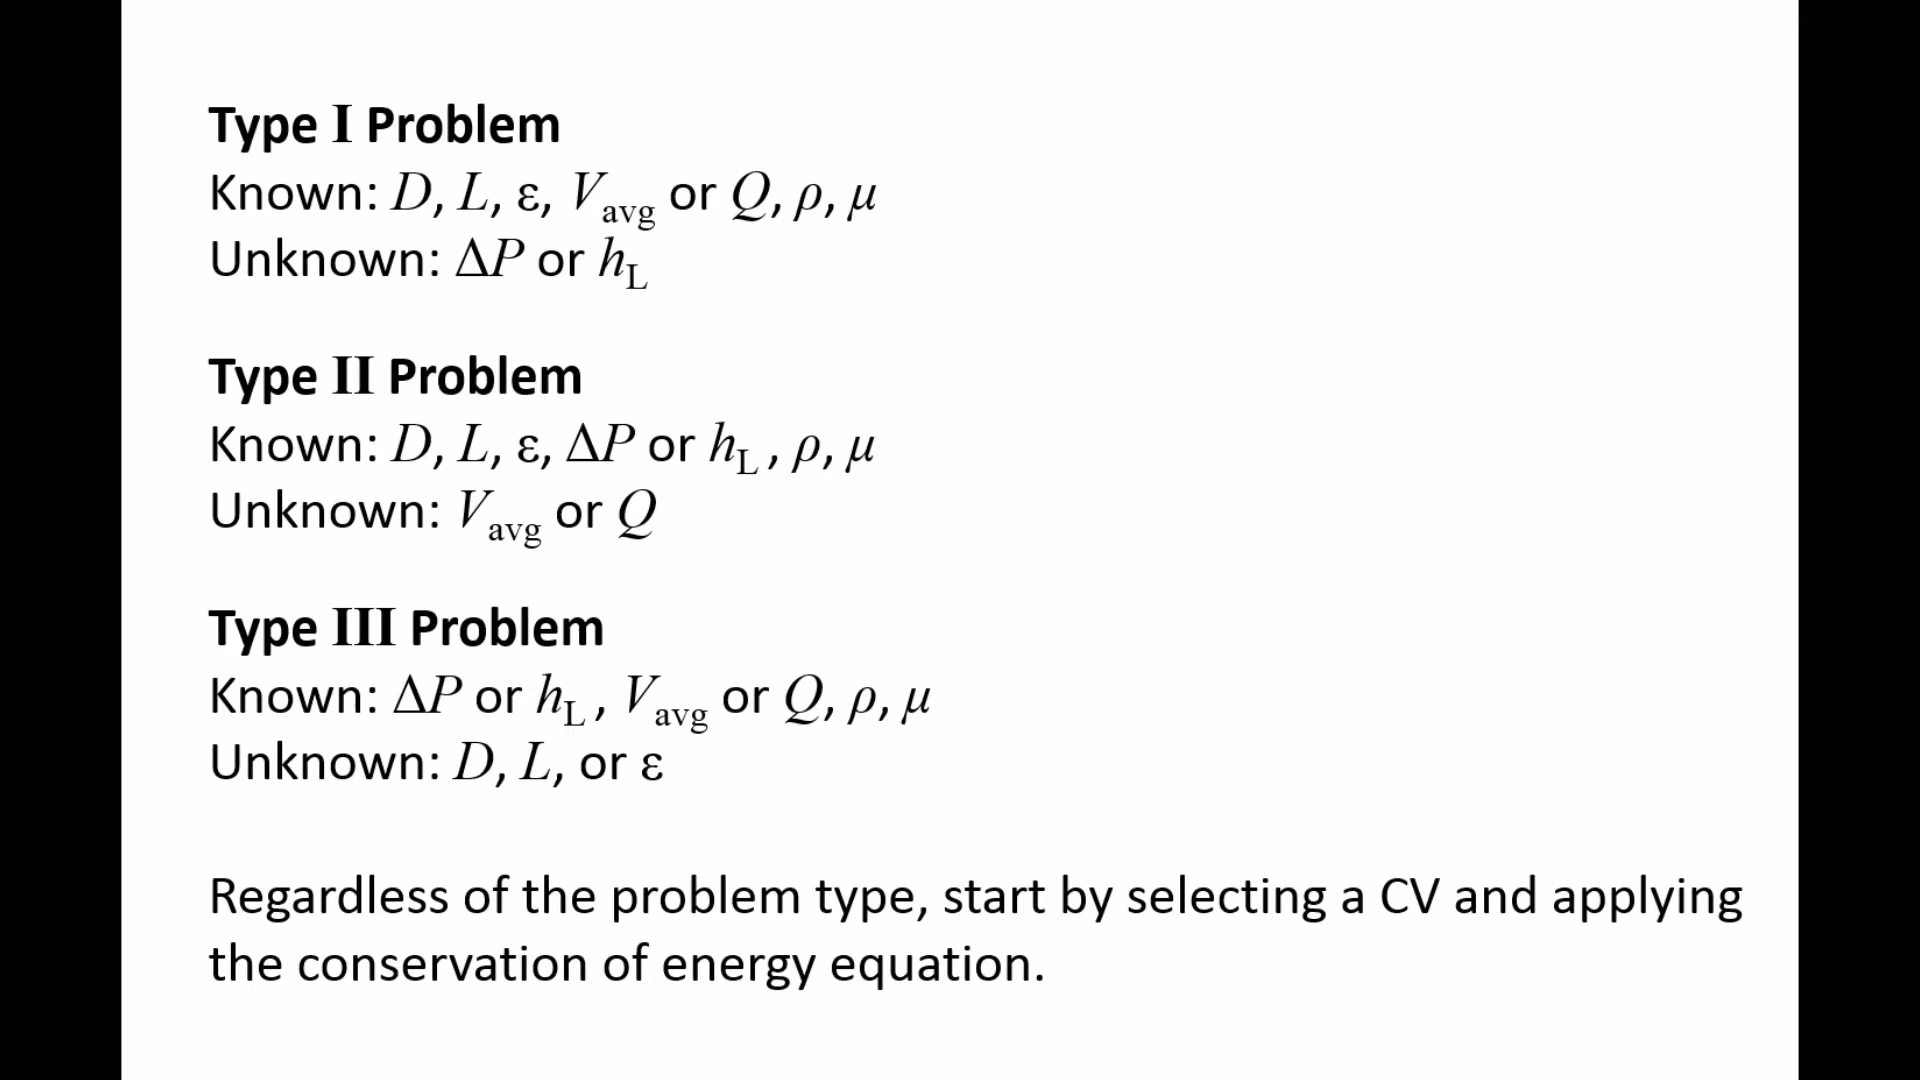 Type I Problem
Known: D, L, ε, Vavg or Q, ρ, μ
Unknown: ΔP or hL
Type II Problem
Known: D, L, ε, ΔP or hL , ρ, μ
Unknown: Vavg or Q
Type III Problem
Known: ΔP or hL , Vavg or Q, ρ, μ
Unknown: D, L, or ε
Regardless of the problem type, start by selecting a CV and applying
the conservation of energy equation.